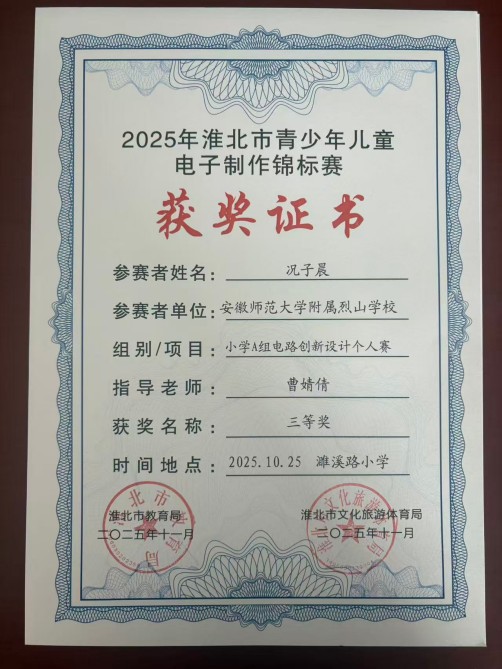 2025年淮北市青少年儿童
电子制作锦标赛
获奖证书
参赛者姓名: 况子晨
参赛者单位: 安徽师范大学附属烈山学校
组别/项目: 小学A组电路创新设计个人赛
指导老师: 曹婧倩
获奖名称: 三等奖
时间地点: 2025.10.25 濉溪路小学
淮北市教育局 淮北市文化旅游体育局
二〇二五年十一月 二〇二五年十一月